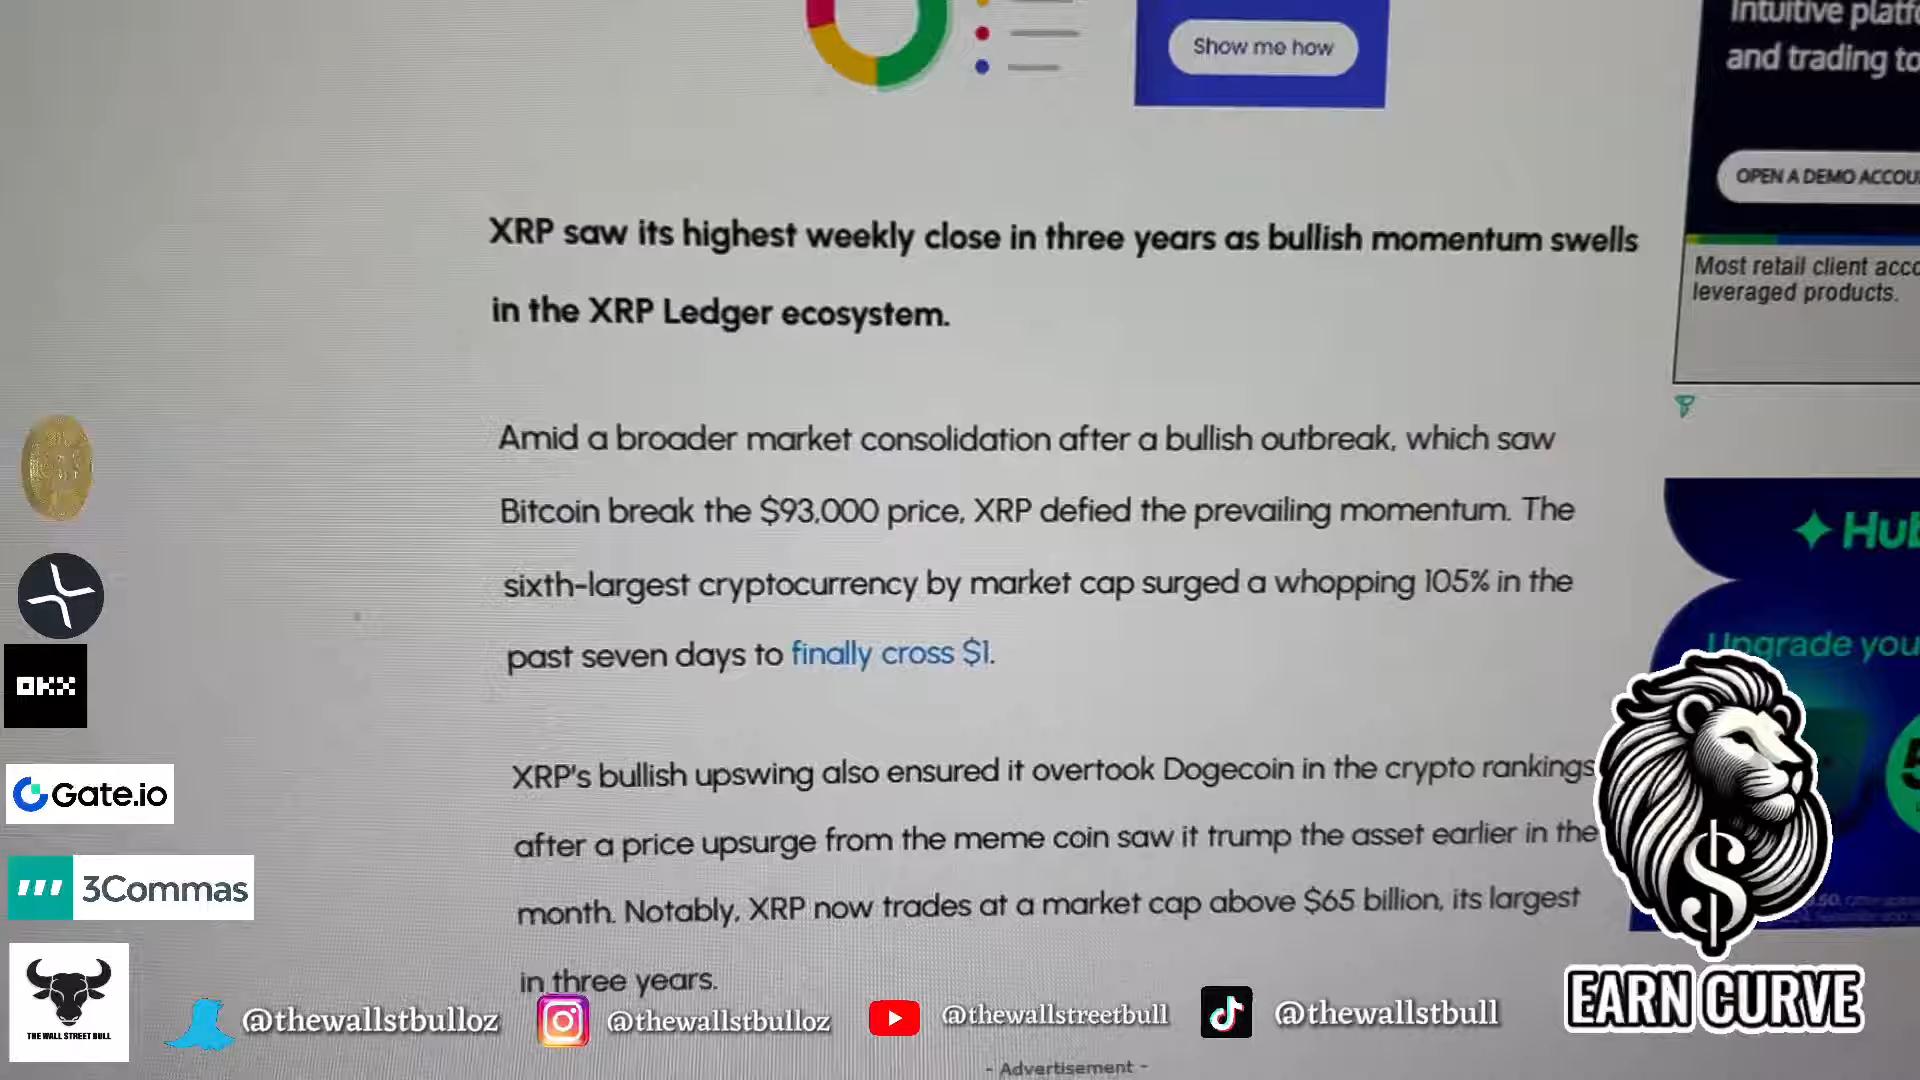 Show me how
Intuitive
and trading
OPEN A DEMO
Most retail client
leveraged products.
XRP saw its highest weekly close in three years as bullish momentum swells
in the XRP Ledger ecosystem.
Amid a broader market consolidation after a bullish outbreak, which saw
Bitcoin break the $93,000 price, XRP defied the prevailing momentum. The
sixth-largest cryptocurrency by market cap surged a whopping 105% in the
past seven days to finally cross $1.
XRP's bullish upswing also ensured it overtook Dogecoin in the crypto rankings
after a price upsurge from the meme coin saw it trump the asset earlier in the
month. Notably, XRP now trades at a market cap above $65 billion, its largest
in three years.
Upgrade you
OKX
Gate.io
3Commas
THE WALL STREET BULL
@thewallstbulloz
@thewallstbulloz
@thewallstreetbull
@thewallstbull
EARN CURVE
- Advertisement -